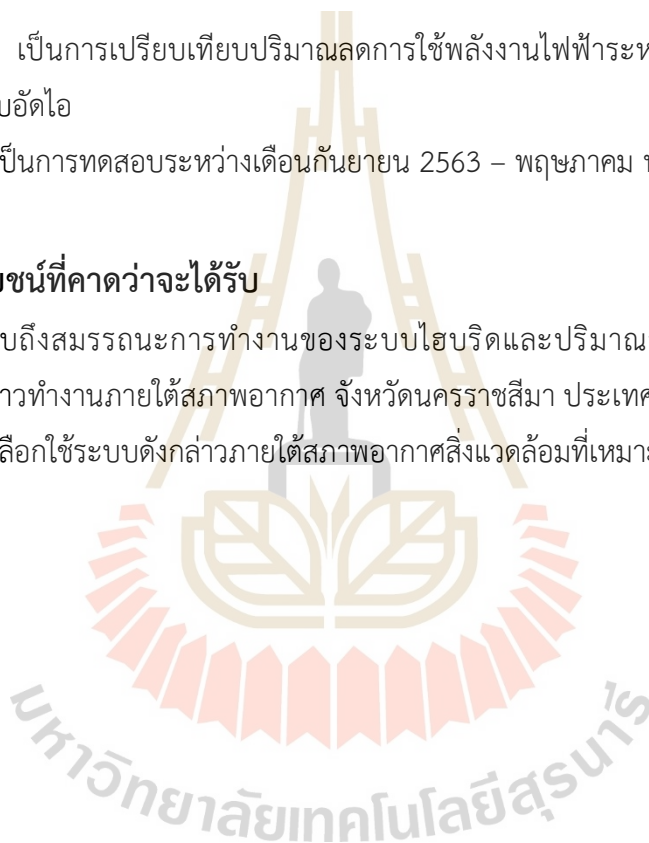 เป็นการเปรียบเทียบปริมาณลดการใช้พลังงานไฟฟ้าระห
บอัดไอ
ป็นการทดสอบระหว่างเดือนกันยายน 2563 – พฤษภาคม
ชน์ที่คาดว่าจะได้รับ
บถึงสมรรถนะการทำงานของระบบไฮบริดและปริมาณ
าวทำงานภายใต้สภาพอากาศ จังหวัดนครราชสีมา ประเทศ
ลือกใช้ระบบดังกล่าวภายใต้สภาพอากาศสิ่งแวดล้อมที่เหมาะ
มหาวิทยาลัยเทคโนโลยีสุรนารี